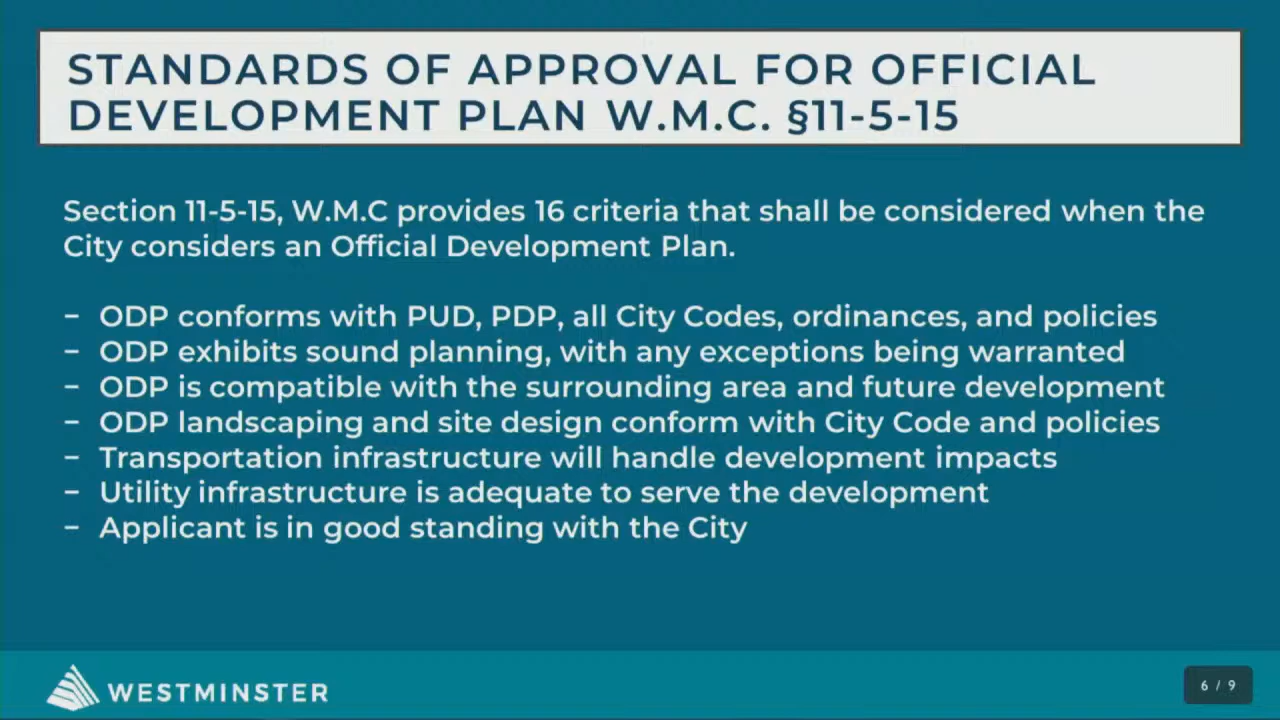 STANDARDS OF APPROVAL FOR OFFICIAL
DEVELOPMENT PLAN W.M.C. §11-5-15
Section 11-5-15, W.M.C provides 16 criteria that shall be considered when the
City considers an Official Development Plan.
– ODP conforms with PUD, PDP, all City Codes, ordinances, and policies
– ODP exhibits sound planning, with any exceptions being warranted
– ODP is compatible with the surrounding area and future development
– ODP landscaping and site design conform with City Code and policies
– Transportation infrastructure will handle development impacts
– Utility infrastructure is adequate to serve the development
– Applicant is in good standing with the City
WESTMINSTER
6 / 9